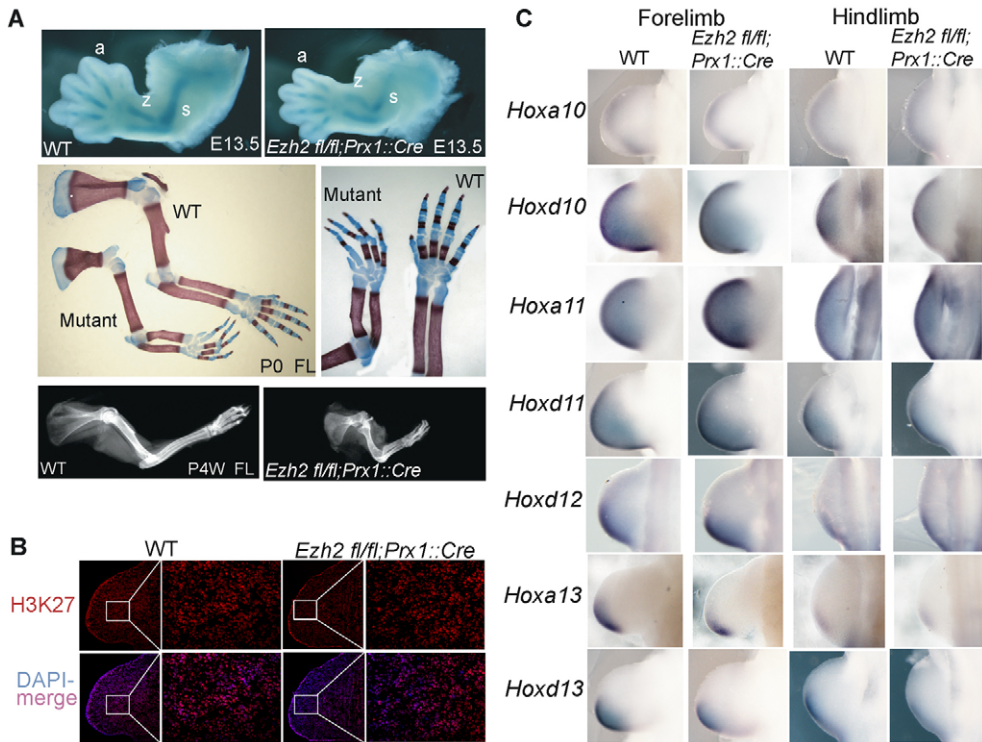 A
a
z
s
WT
E13.5
a
z
s
Ezh2 fl/fl;Prx1::Cre E13.5
WT
Mutant
P0 FL
Mutant
WT
WT
P4W FL
Ezh2 fl/fl;Prx1::Cre
B
WT
Ezh2 fl/fl;Prx1::Cre
H3K27
DAPI-
merge
C
Forelimb
Hindlimb
WT
Ezh2 fl/fl;
Prx1::Cre
WT
Ezh2 fl/fl;
Prx1::Cre
Hoxa10
Hoxd10
Hoxa11
Hoxd11
Hoxd12
Hoxa13
Hoxd13